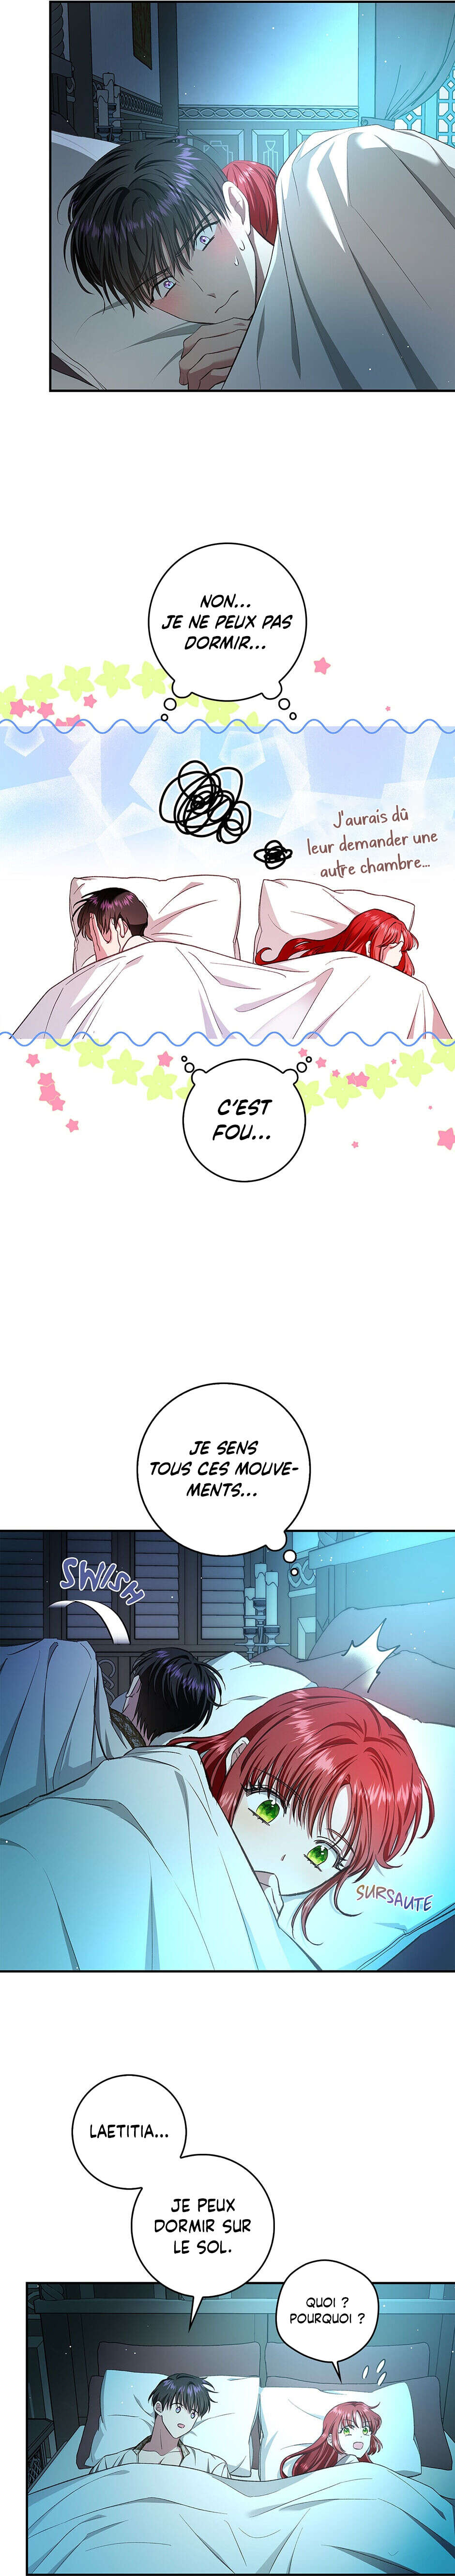 NON...
JE NE PEUX PAS
DORMIR...
J'aurais dû
leur demander une
autre chambre...
C'EST
FOU...
JE SENS
TOUS CES MOUVE-
MENTS...
SWISH
SURSAUTE
LAETITIA...
JE PEUX
DORMIR SUR
LE SOL.
QUOI ?
POURQUOI ?